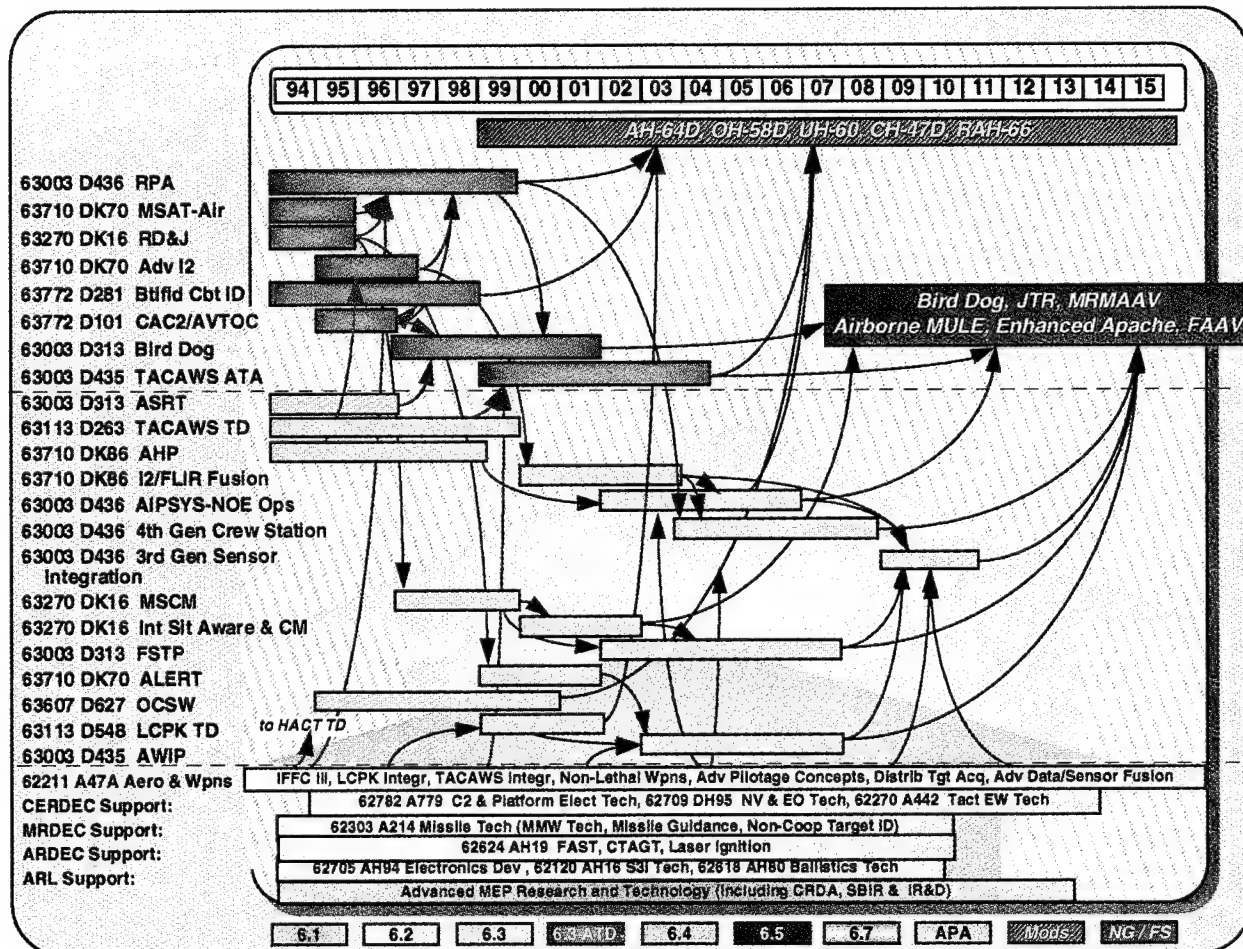 94 95 96 97 98 99 00 01 02 03 04 05 06 07 08 09 10 11 12 13 14 15
AH-64D, OH-58D, UH-60, CH-47D, RAH-66
63003 D436 RPA
63710 DK70 MSAT-Air
63270 DK16 RD&J
63710 DK70 Adv I2
63772 D281 Btlfld Cbt ID
63772 D101 CAC2/AVTOC
63003 D313 Bird Dog
63003 D435 TACAWS ATA
Bird Dog, JTR, MRMAAV
Airborne MULE, Enhanced Apache, FAAV
63003 D313 ASRT
63113 D263 TACAWS TD
63710 DK86 AHP
63710 DK86 I2/FLIR Fusion
63003 D436 AIPSYS-NOE Ops
63003 D436 4th Gen Crew Station
63003 D436 3rd Gen Sensor
Integration
63270 DK16 MSCM
63270 DK16 Int Sit Aware & CM
63003 D313 FSTP
63710 DK70 ALERT
63607 D627 OCSW
63113 D548 LCPK TD
to HACT TD
63003 D435 AWIP
62211 A47A Aero & Wpns
IFFC III, LCPK Integr, TACAWS Integr, Non-Lethal Wpns, Adv Pilotage Concepts, Distrib Tgt Acq, Adv Data/Sensor Fusion
CERDEC Support:
62782 A779 C2 & Platform Elect Tech, 62709 DH95 NV & EO Tech, 62270 A442 Tact EW Tech
MRDEC Support:
62303 A214 Missile Tech (MMW Tech, Missile Guidance, Non-Coop Target ID)
ARDEC Support:
62624 AH19 FAST, CTAGT, Laser Ignition
62705 AH94 Electronics Dev , 62120 AH16 S3I Tech, 62618 AH80 Ballistics Tech
ARL Support:
Advanced MEP Research and Technology (Including CRDA, SBIR & IR&D)
6.1 6.2 6.3 6.3 ATD 6.4 6.5 6.7 APA Mods NG / FS